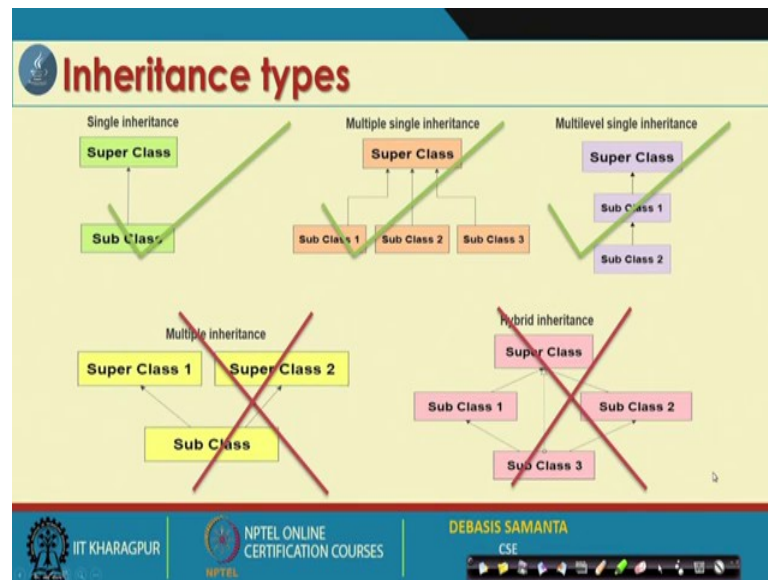 Inheritance types
Single inheritance
Super Class
Sub Class
Multiple single inheritance
Super Class
Sub Class 1
Sub Class 2
Sub Class 3
Multilevel single inheritance
Super Class
Sub Class 1
Sub Class 2
Multiple inheritance
Super Class 1
Super Class 2
Sub Class
Hybrid inheritance
Super Class
Sub Class 1
Sub Class 2
Sub Class 3
IIT KHARAGPUR
NPTEL
NPTEL ONLINE
CERTIFICATION COURSES
DEBASIS SAMANTA
CSE